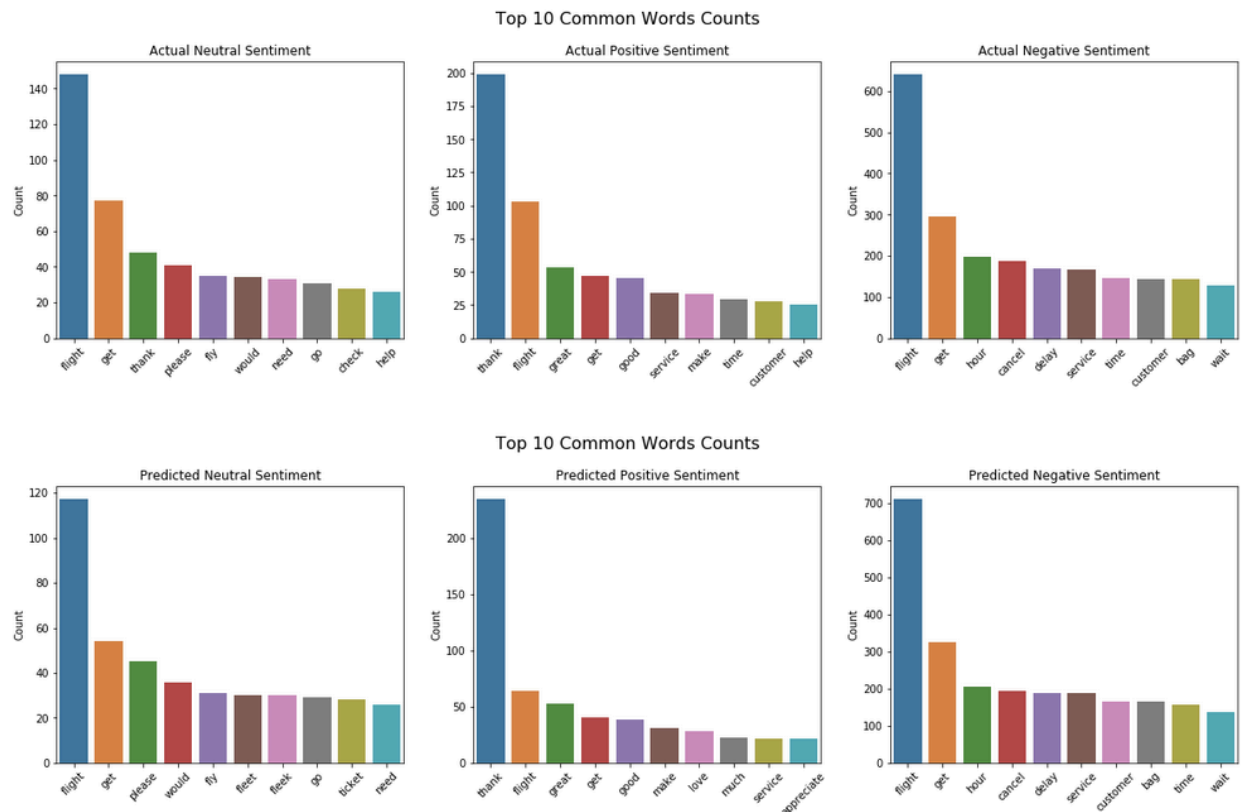 Top 10 Common Words Counts
Actual Neutral Sentiment
Count
140
120
100
80
60
40
20
0
flight get thank please fly would need go check help
Actual Positive Sentiment
Count
200
175
150
125
100
75
50
25
0
thank flight great get good service make time customer help
Actual Negative Sentiment
Count
600
500
400
300
200
100
0
flight get hour cancel delay service time customer bag wait
Top 10 Common Words Counts
Predicted Neutral Sentiment
Count
120
100
80
60
40
20
0
flight get please would fly fleet fleek go ticket need
Predicted Positive Sentiment
Count
200
150
100
50
0
thank flight great get good make love much service appreciate
Predicted Negative Sentiment
Count
700
600
500
400
300
200
100
0
flight get hour cancel delay service customer bag time wait